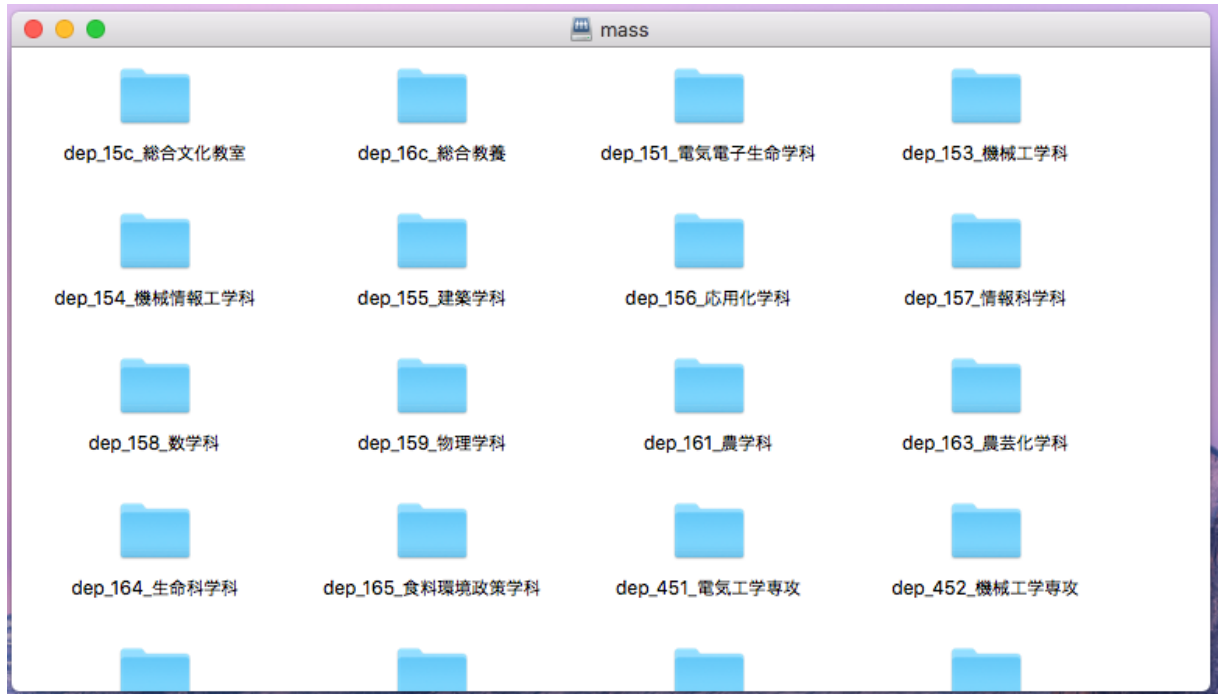 mass
dep_15c_総合文化教室
dep_16c_総合教養
dep_151_電気電子生命学科
dep_153_機械工学科
dep_154_機械情報工学科
dep_155_建築学科
dep_156_応用化学科
dep_157_情報科学科
dep_158_数学科
dep_159_物理学科
dep_161_農学科
dep_163_農芸化学科
dep_164_生命科学科
dep_165_食料環境政策学科
dep_451_電気工学専攻
dep_452_機械工学専攻